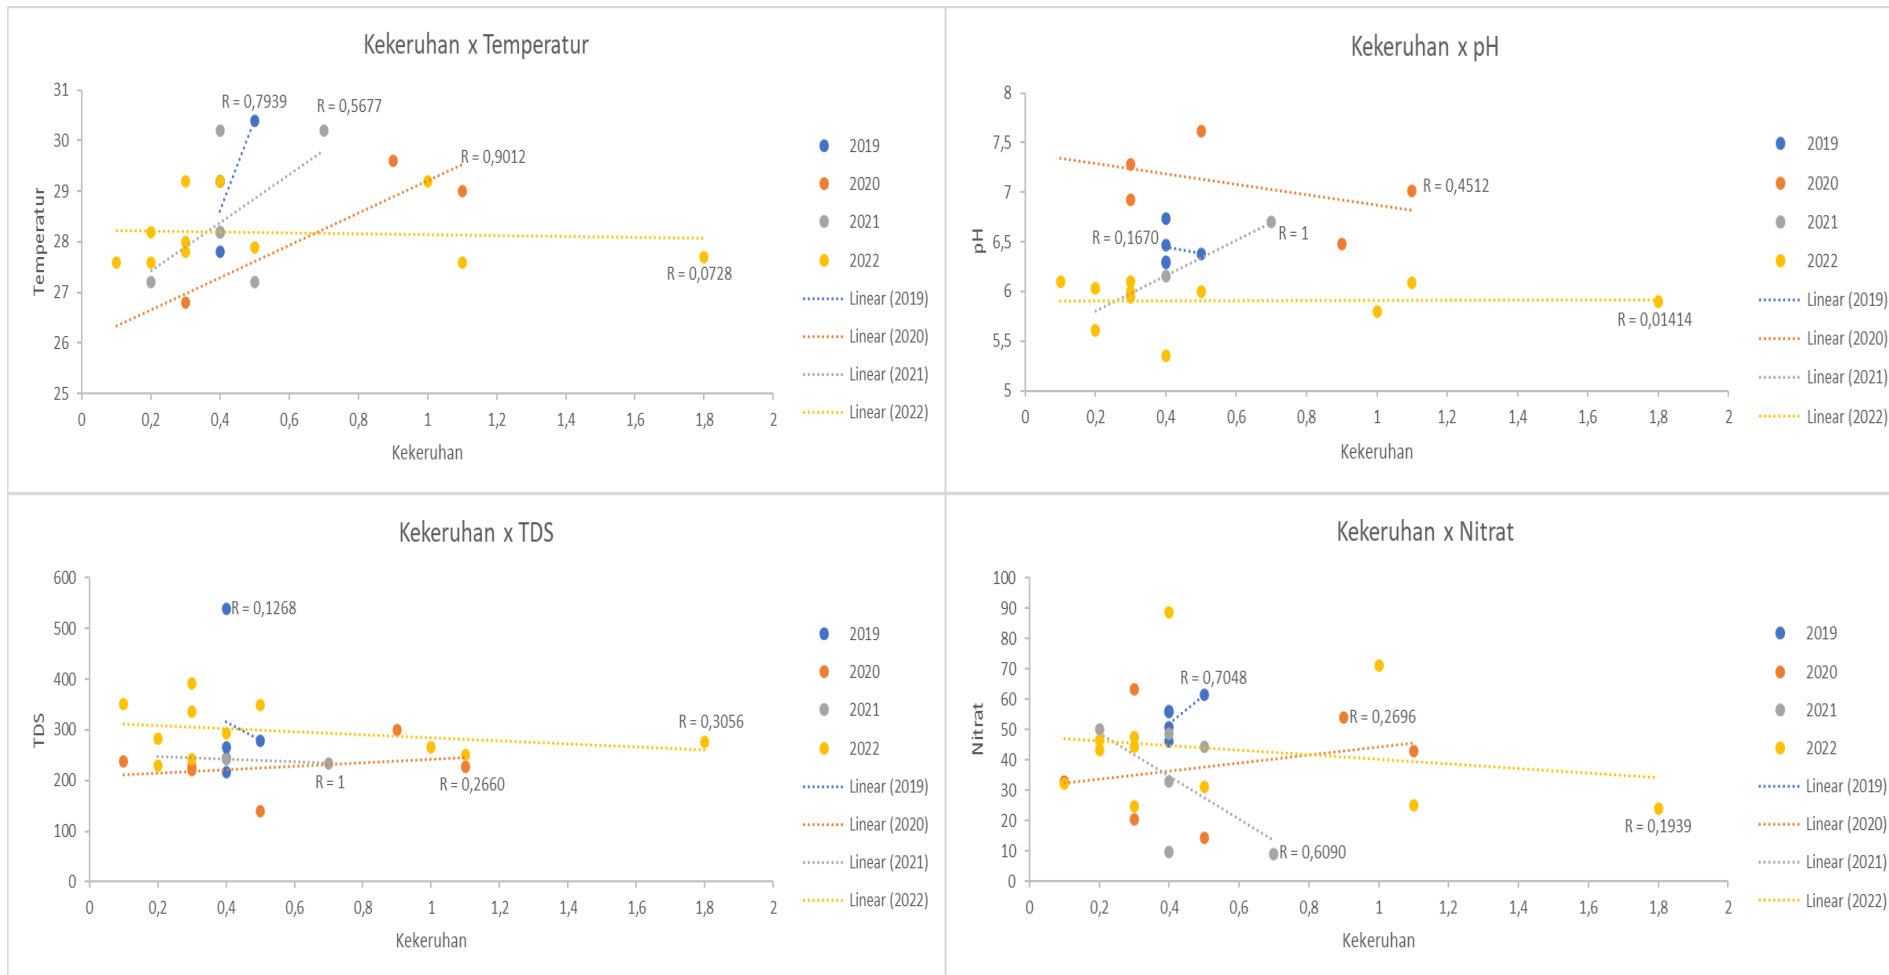 Kekeruhan x Temperatur
R = 0,7939
R = 0,5677
R = 0,9012
R = 0,0728
31
30
29
28
27
26
25
Temperatur
0
0,2
0,4
0,6
0,8
1
1,2
1,4
1,6
1,8
2
Kekeruhan
2019
2020
2021
2022
Linear (2019)
Linear (2020)
Linear (2021)
Linear (2022)
Kekeruhan x pH
R = 0,4512
R = 0,1670
R = 1
R = 0,01414
8
7,5
7
6,5
6
5,5
5
pH
0
0,2
0,4
0,6
0,8
1
1,2
1,4
1,6
1,8
2
Kekeruhan
2019
2020
2021
2022
Linear (2019)
Linear (2020)
Linear (2021)
Linear (2022)
Kekeruhan x TDS
R = 0,1268
R = 0,3056
R = 1
R = 0,2660
600
500
400
300
200
100
0
TDS
0
0,2
0,4
0,6
0,8
1
1,2
1,4
1,6
1,8
2
Kekeruhan
2019
2020
2021
2022
Linear (2019)
Linear (2020)
Linear (2021)
Linear (2022)
Kekeruhan x Nitrat
R = 0,7048
R = 0,2696
R = 0,6090
R = 0,1939
100
90
80
70
60
50
40
30
20
10
0
Nitrat
0
0,2
0,4
0,6
0,8
1
1,2
1,4
1,6
1,8
2
Kekeruhan
2019
2020
2021
2022
Linear (2019)
Linear (2020)
Linear (2021)
Linear (2022)